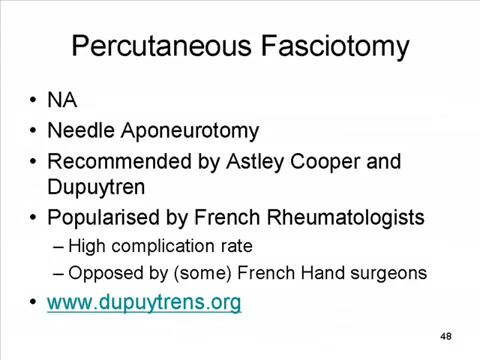 Percutaneous Fasciotomy
• NA
• Needle Aponeurotomy
• Recommended by Astley Cooper and
Dupuytren
• Popularised by French Rheumatologists
– High complication rate
– Opposed by (some) French Hand surgeons
• www.dupuytrens.org
48